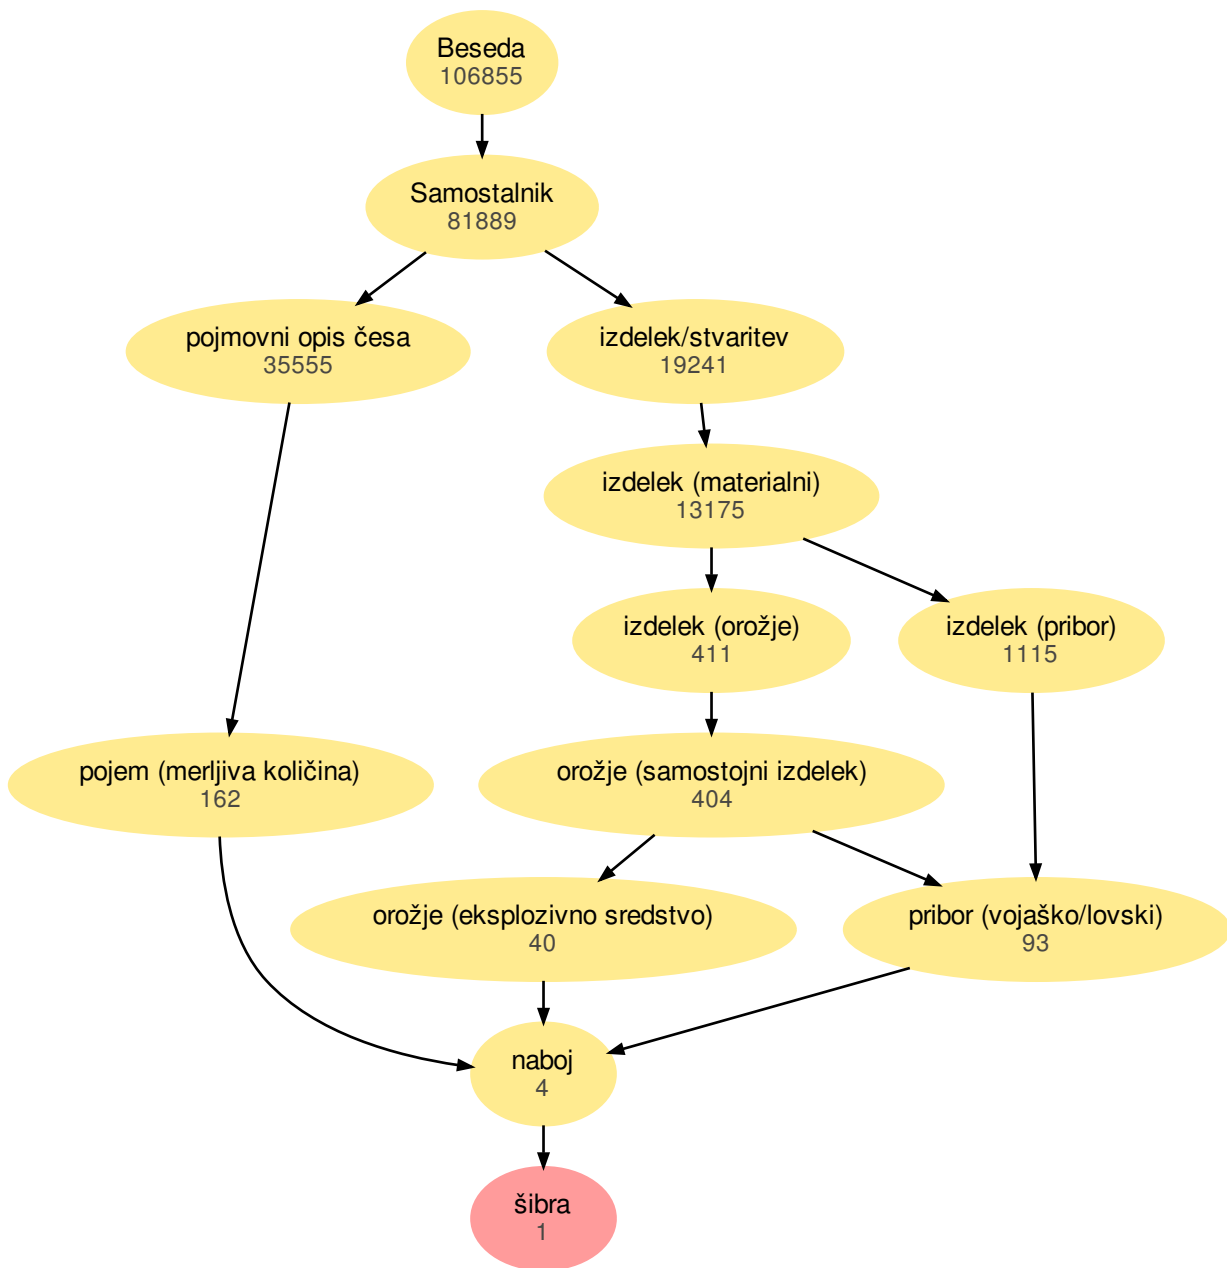 Beseda
106855
Samostalnik
81889
pojmovni opis česa
35555
izdelek/stvaritev
19241
izdelek (materialni)
13175
izdelek (orožje)
411
izdelek (pribor)
1115
pojem (merljiva količina)
162
orožje (samostojni izdelek)
404
orožje (eksplozivno sredstvo)
40
pribor (vojaško/lovski)
93
naboj
4
šibra
1